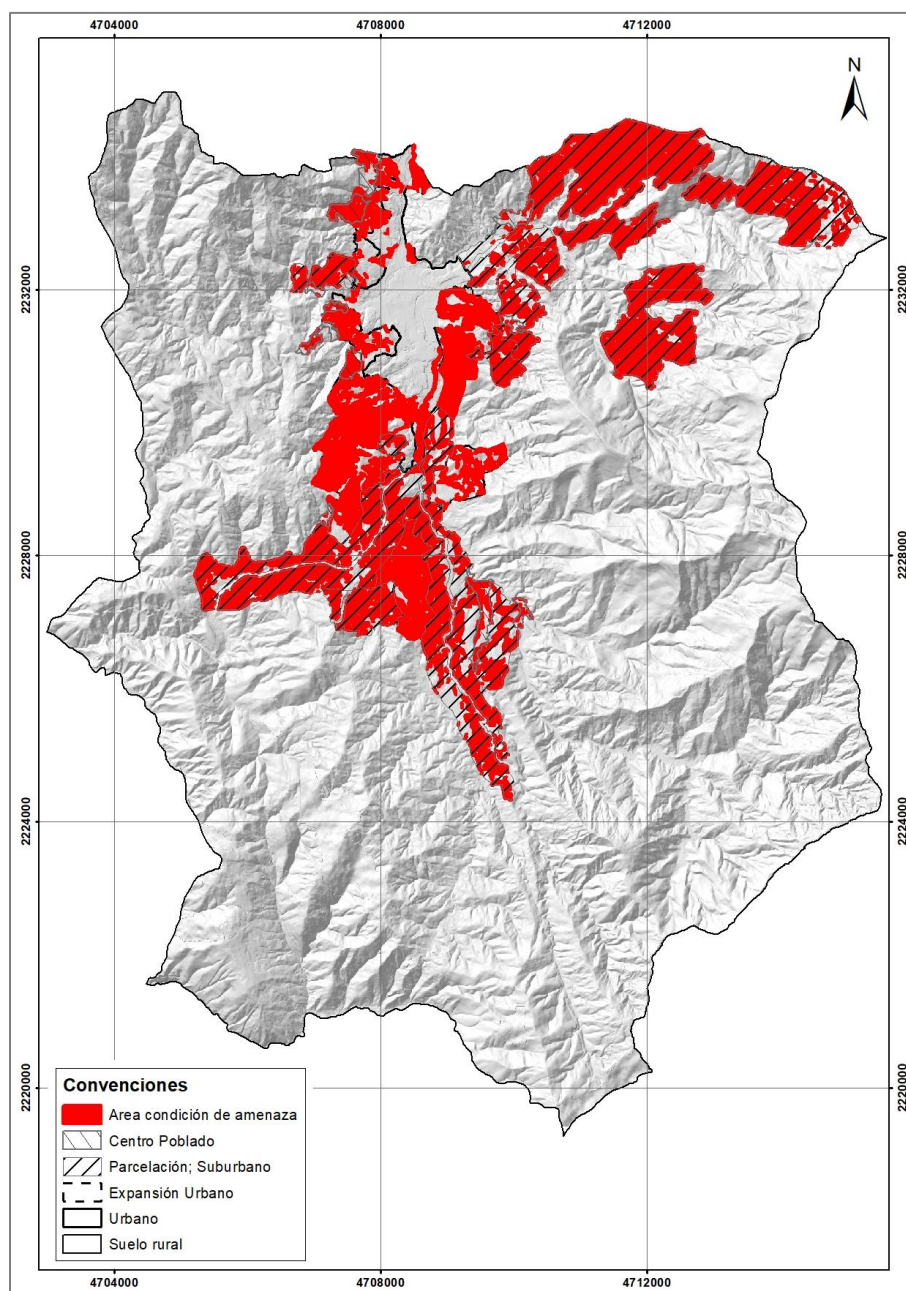 4704000
4708000
4712000
N
2232000
2232000
2228000
2228000
2224000
2224000
2220000
2220000
Convenciones
Area condición de amenaza
Centro Poblado
Parcelación; Suburbano
Expansión Urbano
Urbano
Suelo rural
4704000
4708000
4712000